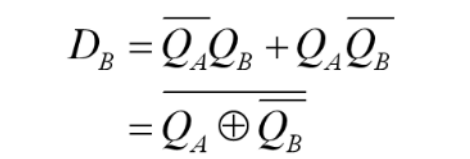 $D_B = \overline{Q_A} Q_B + Q_A \overline{Q_B}$
$= \overline{Q_A \oplus \overline{Q_B}}$